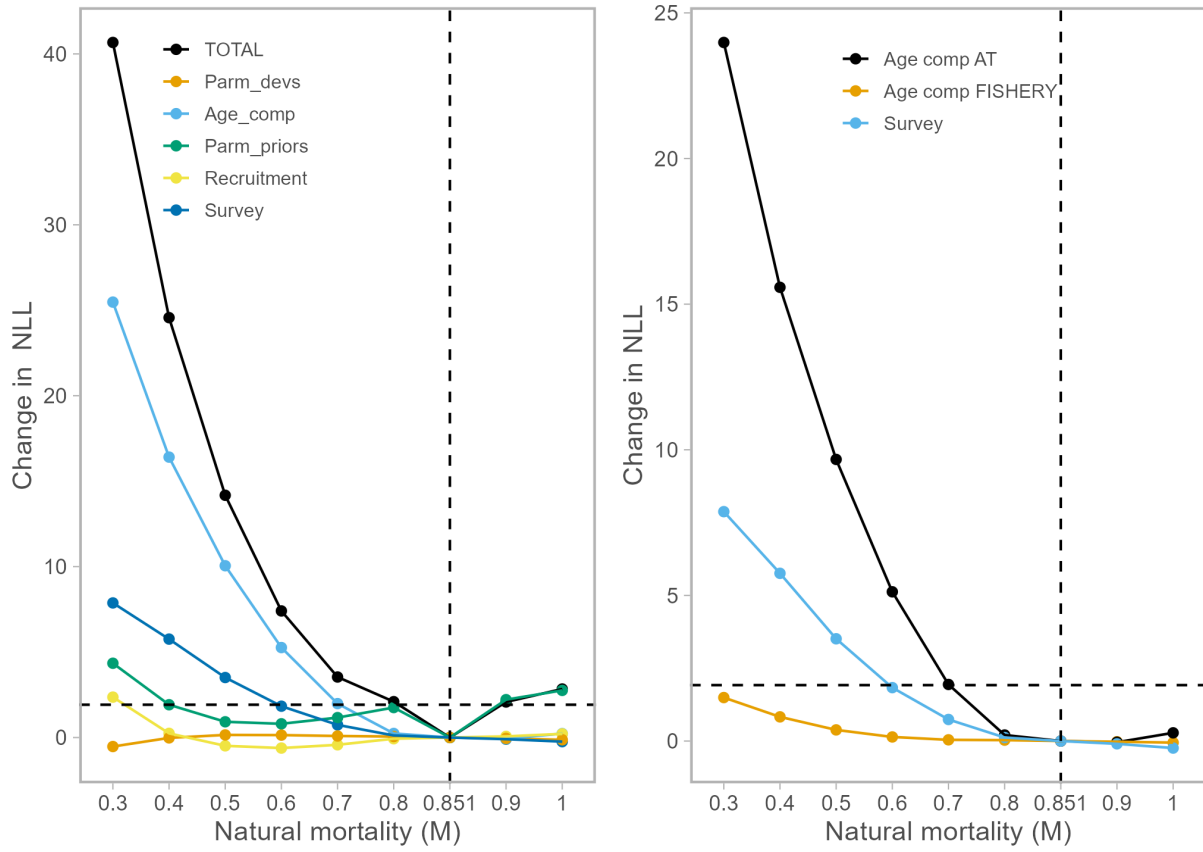 40
30
20
10
0
Change in NLL
TOTAL
Parm_devs
Age_comp
Parm_priors
Recruitment
Survey
0.3 0.4 0.5 0.6 0.7 0.8 0.851 0.9 1
Natural mortality (M)
25
20
15
10
5
0
Change in NLL
Age comp AT
Age comp FISHERY
Survey
0.3 0.4 0.5 0.6 0.7 0.8 0.851 0.9 1
Natural mortality (M)